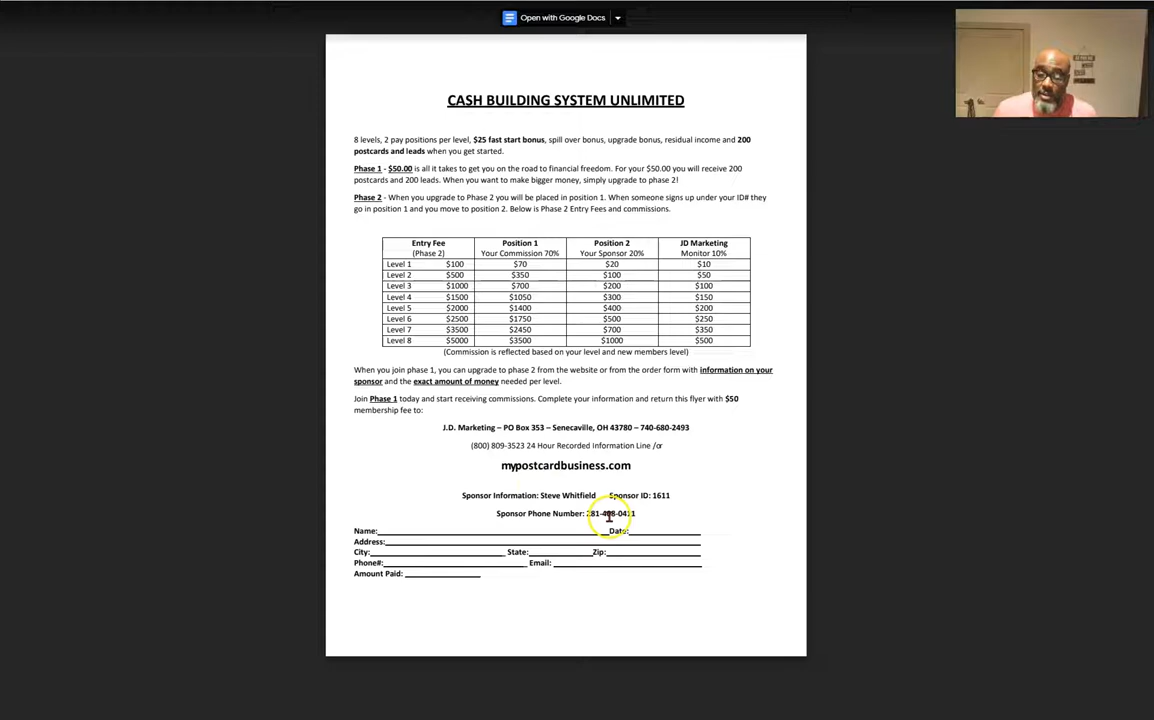 Open with Google Docs
CASH BUILDING SYSTEM UNLIMITED
8 levels, 2 pay positions per level, $25 fast start bonus, spill over bonus, upgrade bonus, residual income and 200
postcards and leads when you get started.
Phase 1 - $50.00 is all it takes to get you on the road to financial freedom. For your $50.00 you will receive 200
postcards and 200 leads. When you want to make bigger money, simply upgrade to phase 2!
Phase 2 - When you upgrade to Phase 2 you will be placed in position 1. When someone signs up under your ID# they
go in position 1 and you move to position 2. Below is Phase 2 Entry Fees and commissions.
Entry Fee Position 1 Position 2 JD Marketing
(Phase 2) Your Commission 70% Your Sponsor 20% Monitor 10%
Level 1 $100 $70 $20 $10
Level 2 $500 $350 $100 $50
Level 3 $1000 $700 $200 $100
Level 4 $1500 $1050 $300 $150
Level 5 $2000 $1400 $400 $200
Level 6 $2500 $1750 $500 $250
Level 7 $3500 $2450 $700 $350
Level 8 $5000 $3500 $1000 $500
(Commission is reflected based on your level and new members level)
When you join phase 1, you can upgrade to phase 2 from the website or from the order form with information on your
sponsor and the exact amount of money needed per level.
Join Phase 1 today and start receiving commissions. Complete your information and return this flyer with $50
membership fee to:
J.D. Marketing – PO Box 353 – Senecaville, OH 43780 – 740-680-2493
(800) 809-3523 24 Hour Recorded Information Line /or
mypostcardbusiness.com
Sponsor Information: Steve Whitfield Sponsor ID: 1611
Sponsor Phone Number:
Name: Date:
Address:
City: State: Zip:
Phone#: Email:
Amount Paid: